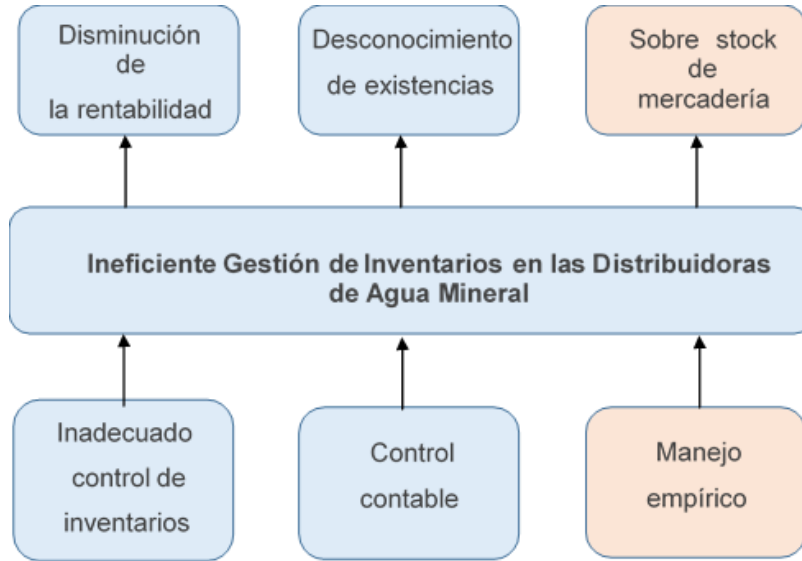 Disminución
de
la rentabilidad
Desconocimiento
de existencias
Sobre stock
de
mercadería
Ineficiente Gestión de Inventarios en las Distribuidoras
de Agua Mineral
Inadecuado
control de
inventarios
Control
contable
Manejo
empírico